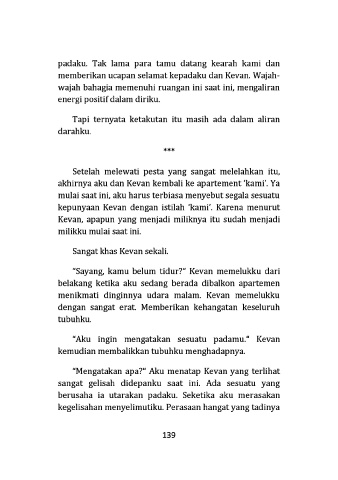 padaku. Tak lama para tamu datang kearah kami dan
memberikan ucapan selamat kepadaku dan Kevan. Wajah-
wajah bahagia memenuhi ruangan ini saat ini, mengaliran
energi positif dalam diriku.
Tapi ternyata ketakutan itu masih ada dalam aliran
darahku.
***
Setelah melewati pesta yang sangat melelahkan itu,
akhirnya aku dan Kevan kembali ke apartement ‘kami’. Ya
mulai saat ini, aku harus terbiasa menyebut segala sesuatu
kepunyaan Kevan dengan istilah ‘kami’. Karena menurut
Kevan, apapun yang menjadi miliknya itu sudah menjadi
milikku mulai saat ini.
Sangat khas Kevan sekali.
“Sayang, kamu belum tidur?” Kevan memelukku dari
belakang ketika aku sedang berada dibalkon apartemen
menikmati dinginnya udara malam. Kevan memelukku
dengan sangat erat. Memberikan kehangatan keseluruh
tubuhku.
“Aku ingin mengatakan sesuatu padamu.” Kevan
kemudian membalikkan tubuhku menghadapnya.
“Mengatakan apa?” Aku menatap Kevan yang terlihat
sangat gelisah didepanku saat ini. Ada sesuatu yang
berusaha ia utarakan padaku. Seketika aku merasakan
kegelisahan menyelimutiku. Perasaan hangat yang tadinya
139